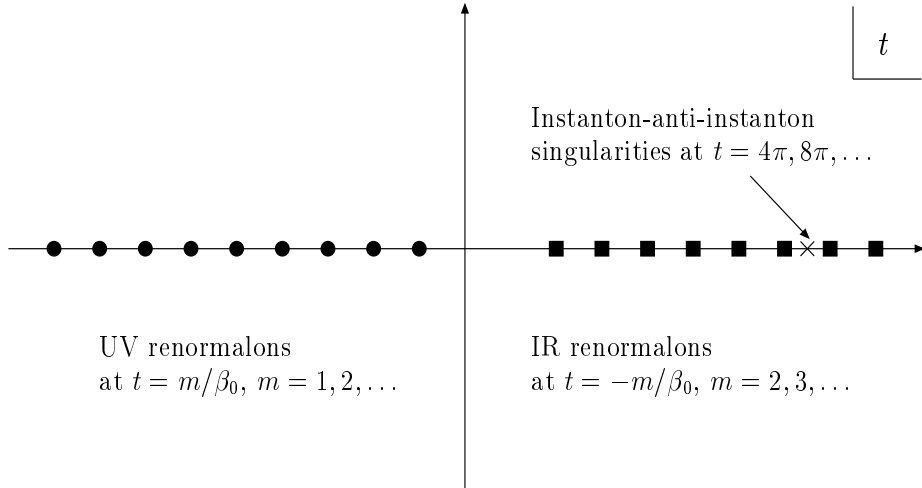 t
Instanton-anti-instanton
singularities at t = 4π, 8π, . . .
UV renormalons
at t = m/β₀, m = 1, 2, . . .
IR renormalons
at t = −m/β₀, m = 2, 3, . . .